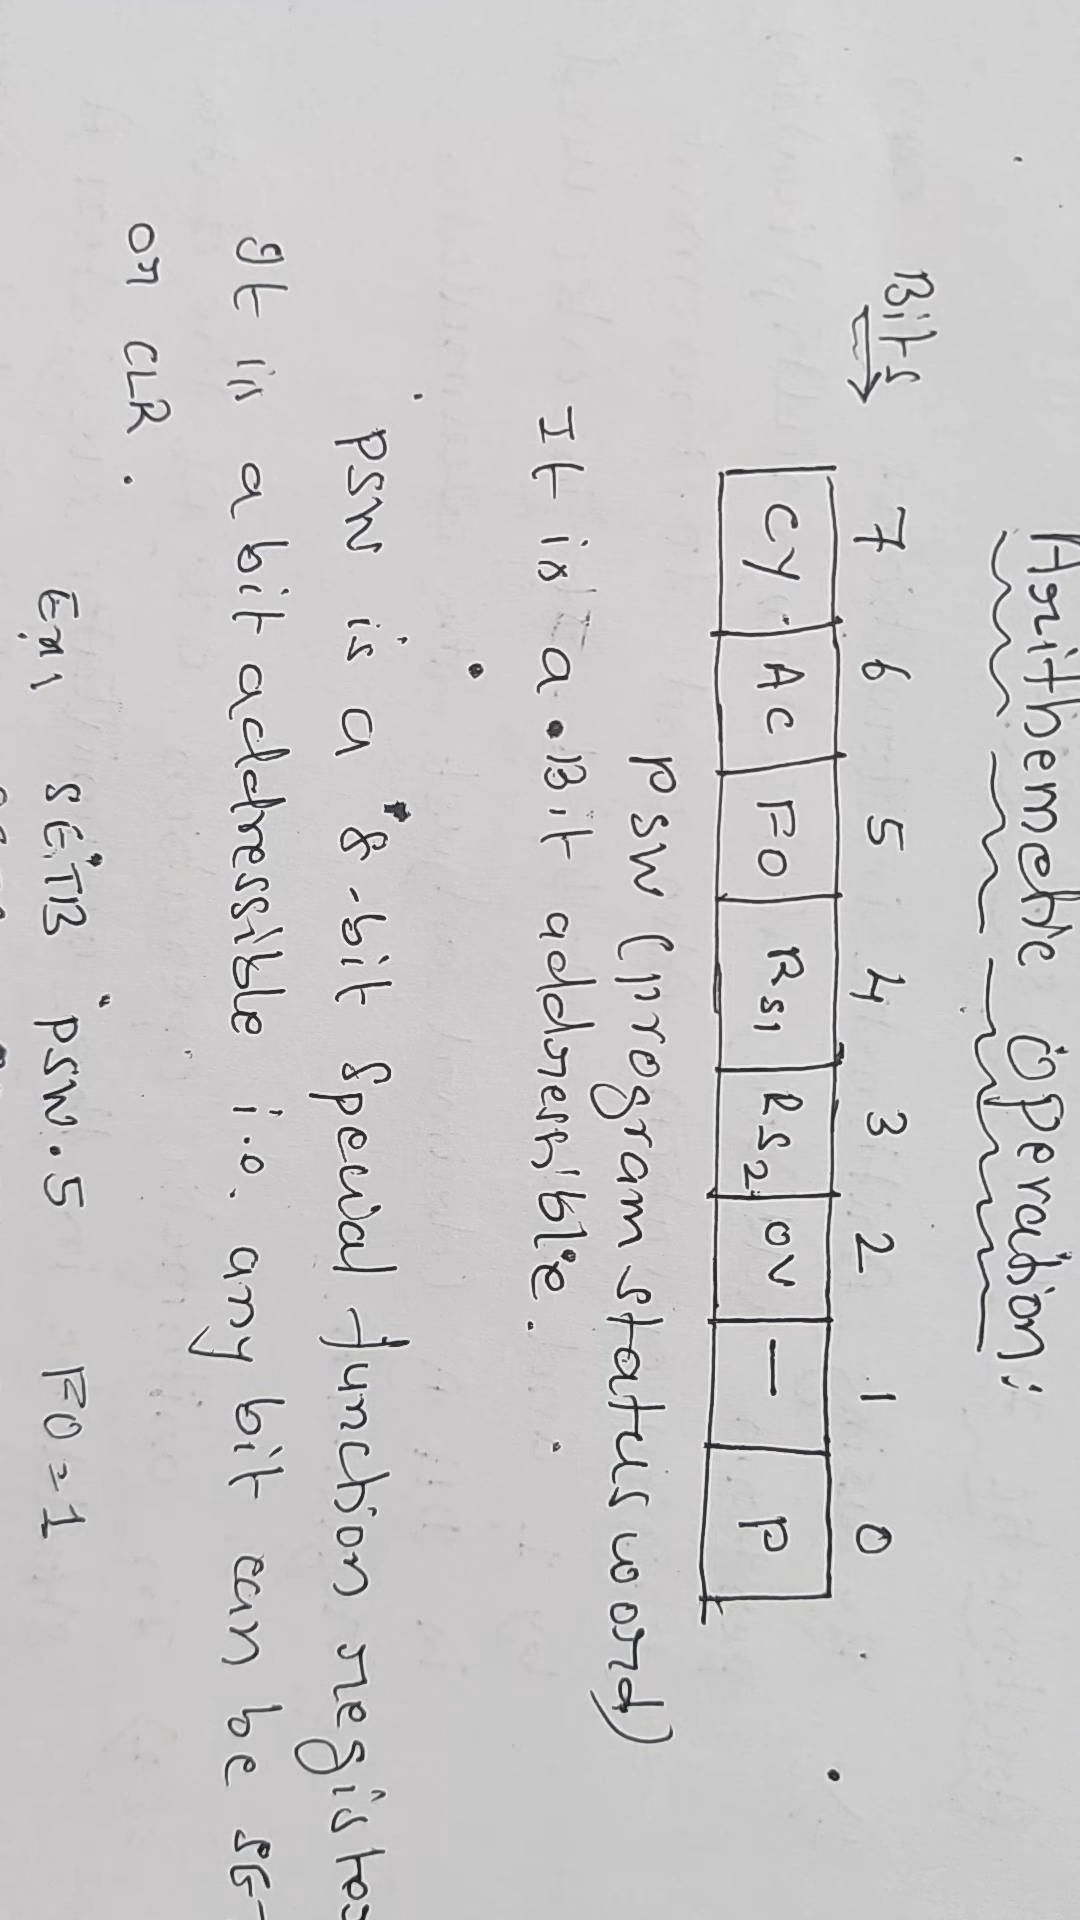 Arithemetic Operation:
Bits → 7 6 5 4 3 2 1 0
CY AC F0 RS1 RS2 OV — P
PSW (program status word)
It is a Bit addressible.
PSW is a 8-bit special function register
It is a bit addressible i.e. any bit can be SET
or CLR.
Ex: SETB PSW.5 F0=1